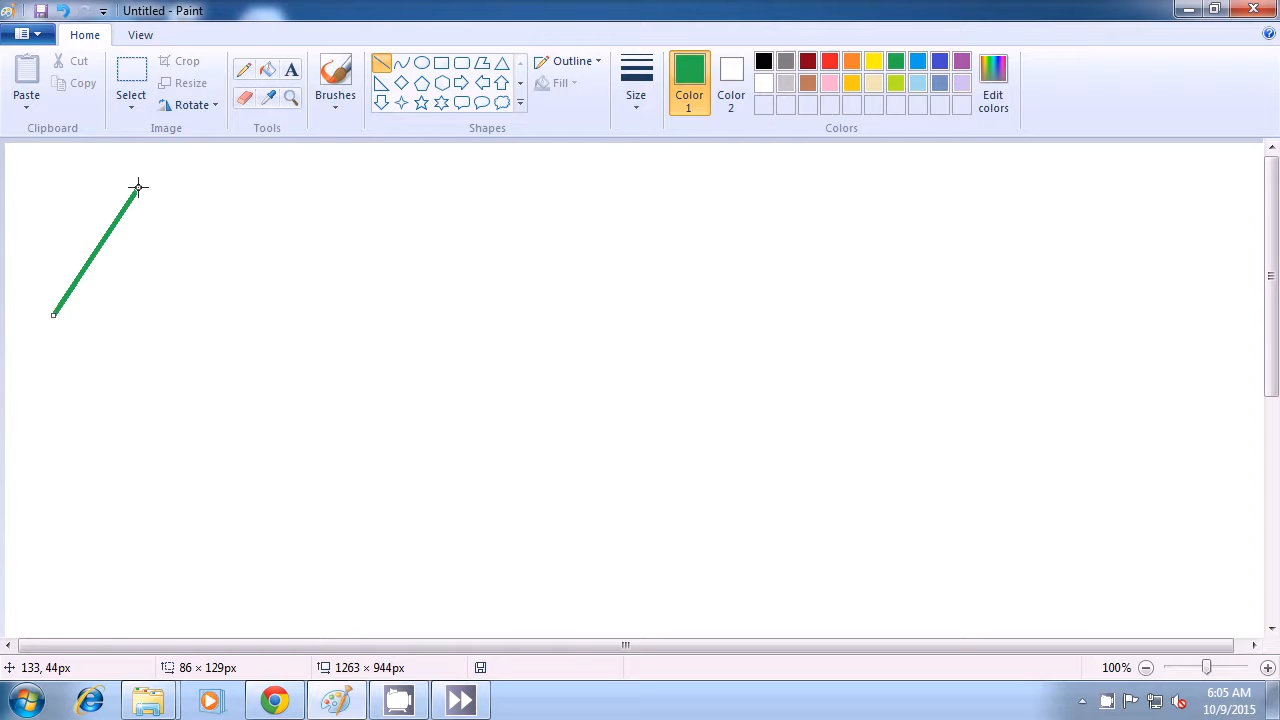 Untitled - Paint
Home View
Paste Cut Copy Clipboard
Select Crop Resize Rotate Image
A
Tools
Brushes
Outline Fill Shapes
Size
Color 1 Color 2
Edit colors
Colors
133, 44px 86 × 129px 1263 × 944px 100%
6:05 AM
10/9/2015